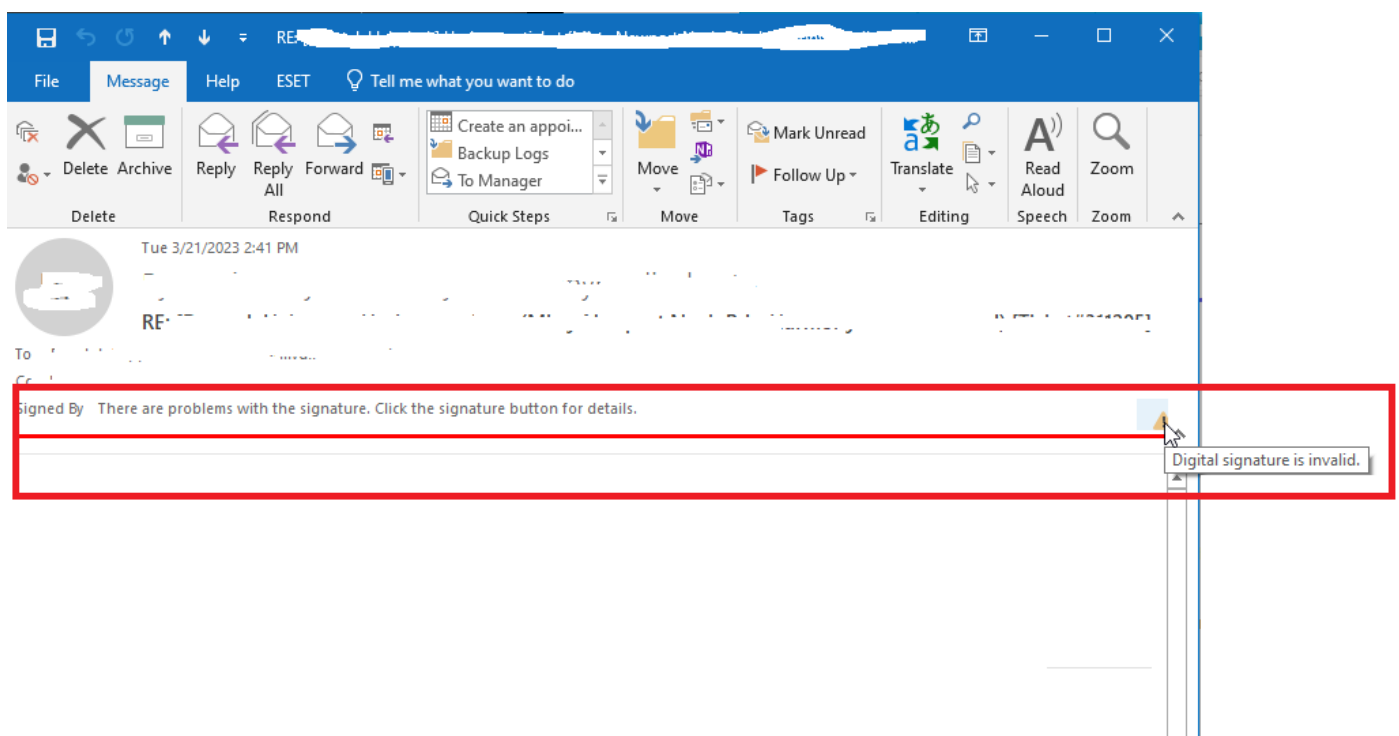 RE:
File Message Help ESET Tell me what you want to do
Delete Archive Reply Reply All Forward
Create an appoi...
Backup Logs
To Manager
Move
Mark Unread
Follow Up
Translate
Read Aloud
Zoom
Delete Respond Quick Steps Move Tags Editing Speech Zoom
Tue 3/21/2023 2:41 PM
RE:
To
Signed By There are problems with the signature. Click the signature button for details.
Digital signature is invalid.